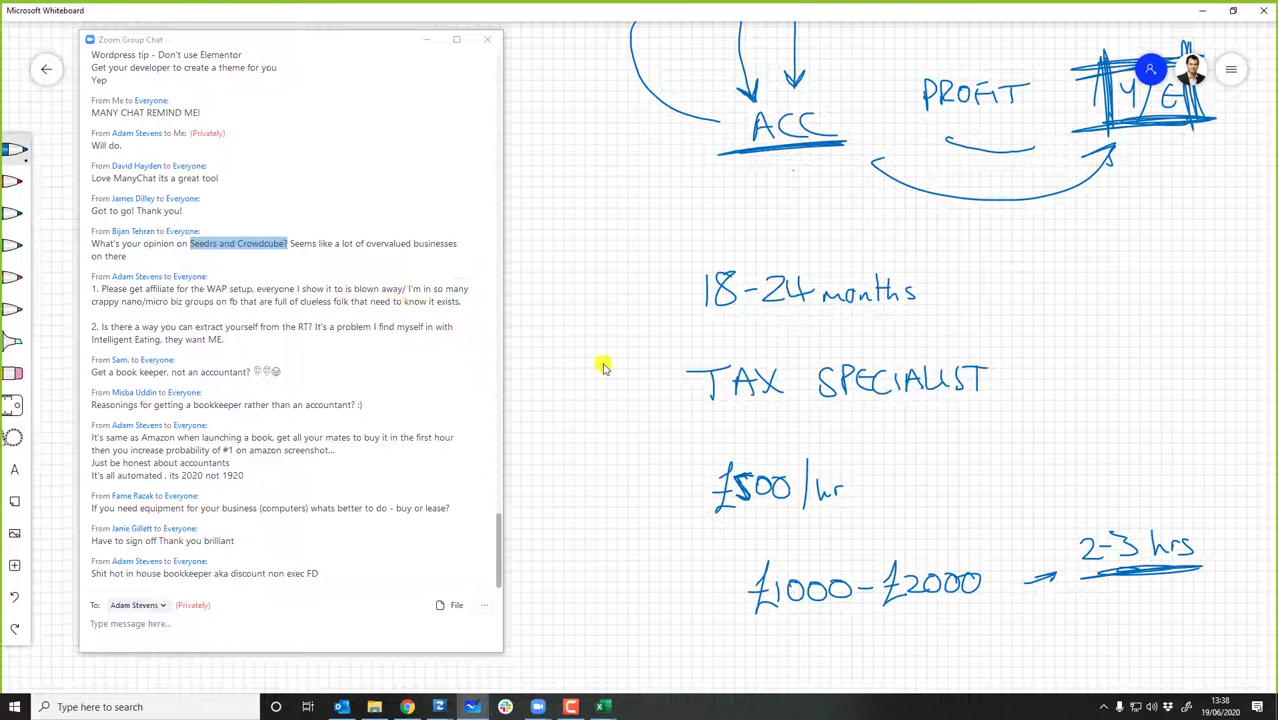 Microsoft Whiteboard
Zoom Group Chat
Wordpress tip - Don't use Elementor
Get your developer to create a theme for you
Yep
From Me to Everyone:
MANY CHAT REMIND ME!
From Adam Stevens to Me: (Privately)
Will do.
From David Hayden to Everyone:
Love ManyChat its a great tool
From James Dilley to Everyone:
Got to go! Thank you!
From Bijan Tehran to Everyone:
What's your opinion on Seedrs and Crowdcube? Seems like a lot of overvalued businesses
on there
From Adam Stevens to Everyone:
1. Please get affiliate for the WAP setup, everyone I show it to is blown away/ I'm in so many
crappy nano/micro biz groups on fb that are full of clueless folk that need to know it exists.
2. Is there a way you can extract yourself from the RT? It's a problem I find myself in with
Intelligent Eating, they want ME.
From Sam. to Everyone:
Get a book keeper, not an accountant?
From Misba Uddin to Everyone:
Reasonings for getting a bookkeeper rather than an accountant? :)
From Adam Stevens to Everyone:
It's same as Amazon when launching a book, get all your mates to buy it in the first hour
then you increase probability of #1 on amazon screenshot...
Just be honest about accountants
It's all automated , its 2020 not 1920
From Fame Razak to Everyone:
If you need equipment for your business (computers) whats better to do - buy or lease?
From Janie Gillett to Everyone:
Have to sign off Thank you brilliant
From Adam Stevens to Everyone:
Shit hot in house bookkeeper aka discount non exec FD
To: Adam Stevens (Privately)
File
Type message here...
PROFIT
Y/E
ACC
18-24 months
TAX SPECIALIST
£500/hr
2-3 hrs
£1000-£2000
Type here to search
13:38
19/06/2020